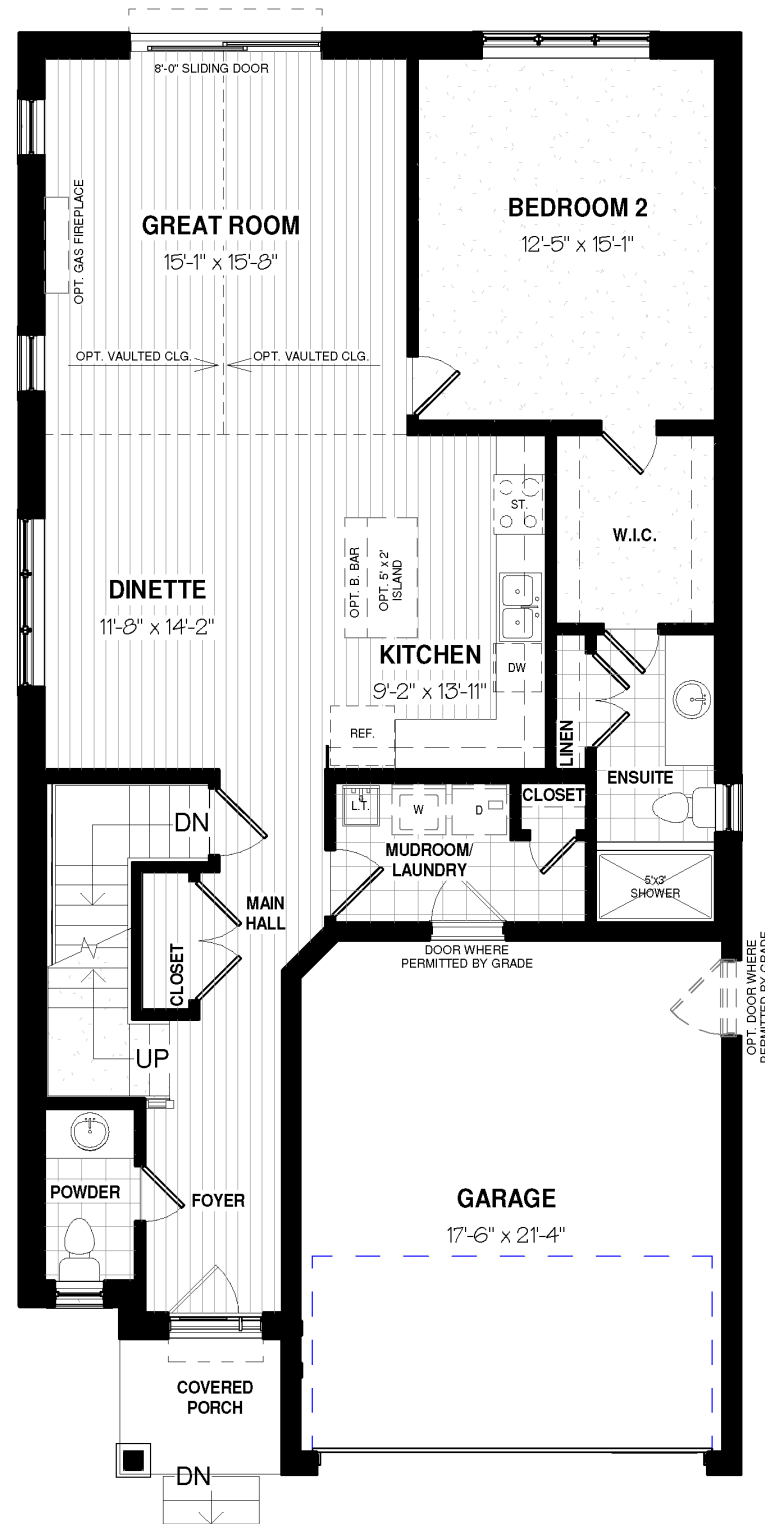 8'-0" SLIDING DOOR
OPT. GAS FIREPLACE
GREAT ROOM
15'-1" x 15'-8"
BEDROOM 2
12'-5" x 15'-1"
OPT. VAULTED CLG.
OPT. VAULTED CLG.
ST.
W.I.C.
OPT. B. BAR
OPT. 5' x 2'
ISLAND
DINETTE
11'-8" x 14'-2"
KITCHEN
9'-2" x 13'-11"
DW
REF.
LINEN
ENSUITE
DN
L.T.
W
D
CLOSET
MUDROOM/
LAUNDRY
5'x3'
SHOWER
MAIN
HALL
CLOSET
DOOR WHERE
PERMITTED BY GRADE
OPT. DOOR WHERE
PERMITTED BY GRADE
UP
POWDER
FOYER
GARAGE
17'-6" x 21'-4"
COVERED
PORCH
DN